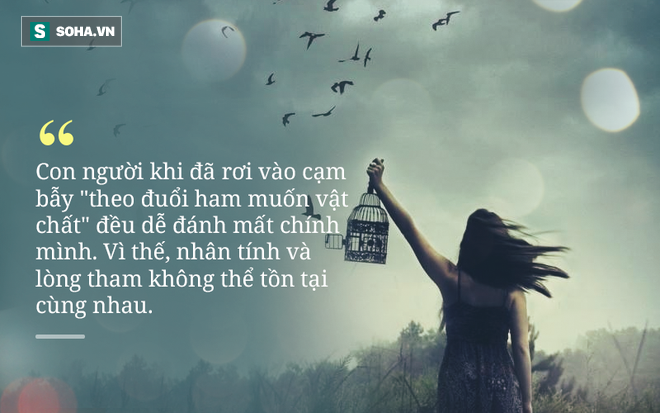 S SOHA.VN
“
Con người khi đã rơi vào cạm
bẫy "theo đuổi ham muốn vật
chất" đều dễ đánh mất chính
mình. Vì thế, nhân tính và
lòng tham không thể tồn tại
cùng nhau.